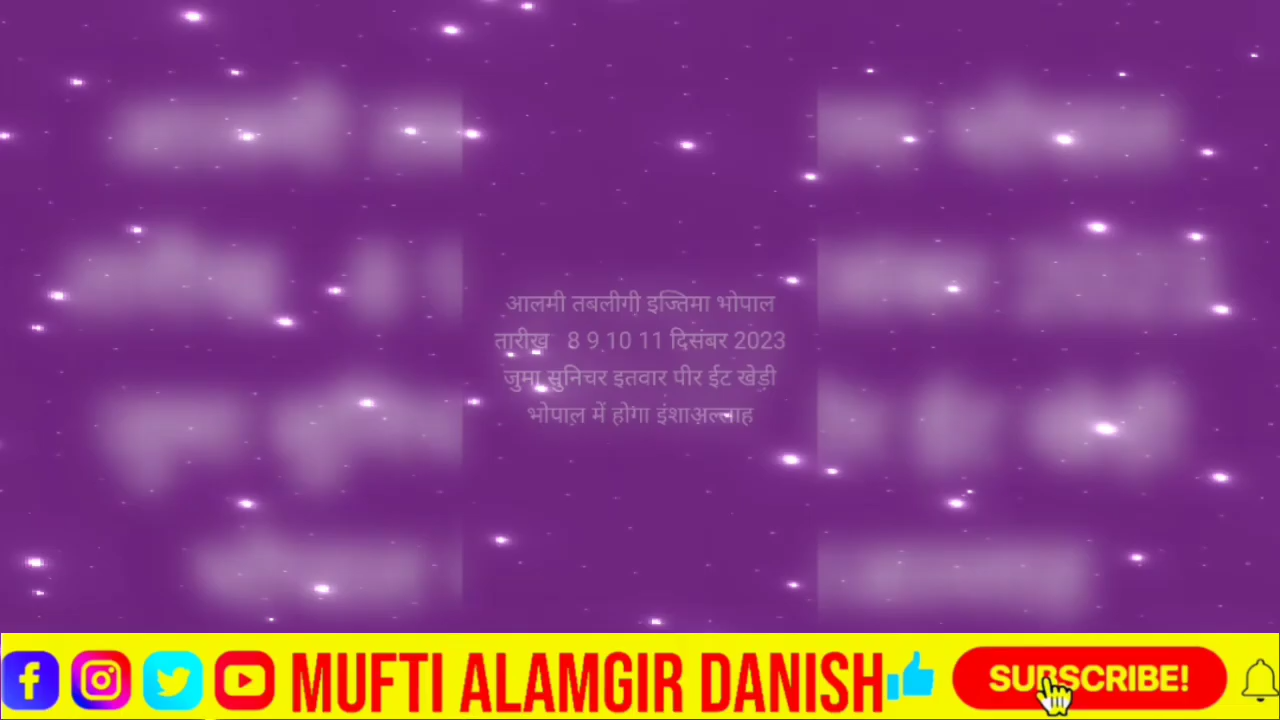 आलमी तबलीगी इज्तिमा भोपाल
तारीख़ 8 9 10 11 दिसंबर 2023
जुमा सुनिचर इतवार पीर ईट खेड़ी
भोपाल में होगा इंशाअल्लाह
MUFTI ALAMGIR DANISH
SUBSCRIBE!